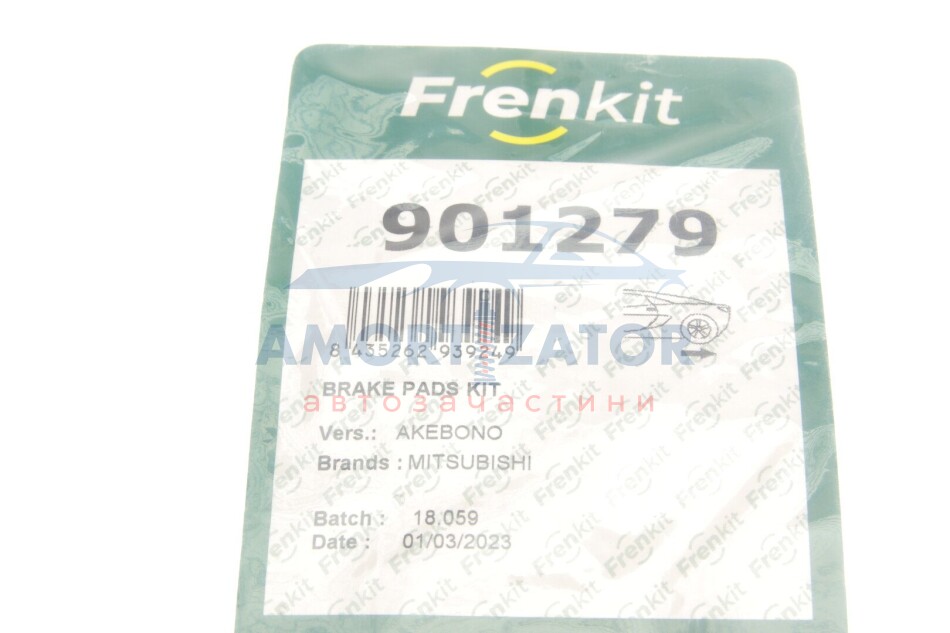 Frenkit
901279
AMORTIZATOR
8 435262 939249
BRAKE PADS KIT
автозачастини
Vers.: AKEBONO
Brands : MITSUBISHI
Batch : 18.059
Date : 01/03/2023